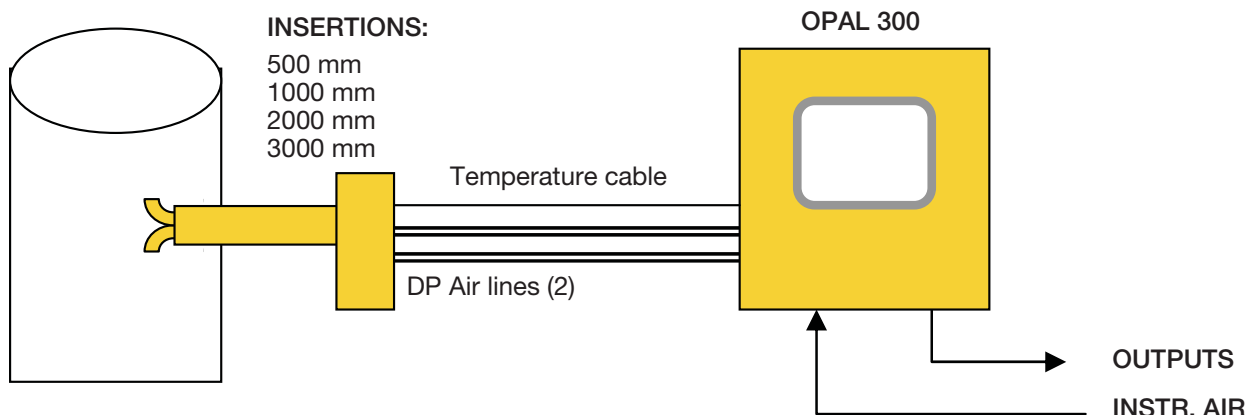 INSERTIONS:
500 mm
1000 mm
2000 mm
3000 mm
OPAL 300
Temperature cable
DP Air lines (2)
OUTPUTS
INSTR. AIR